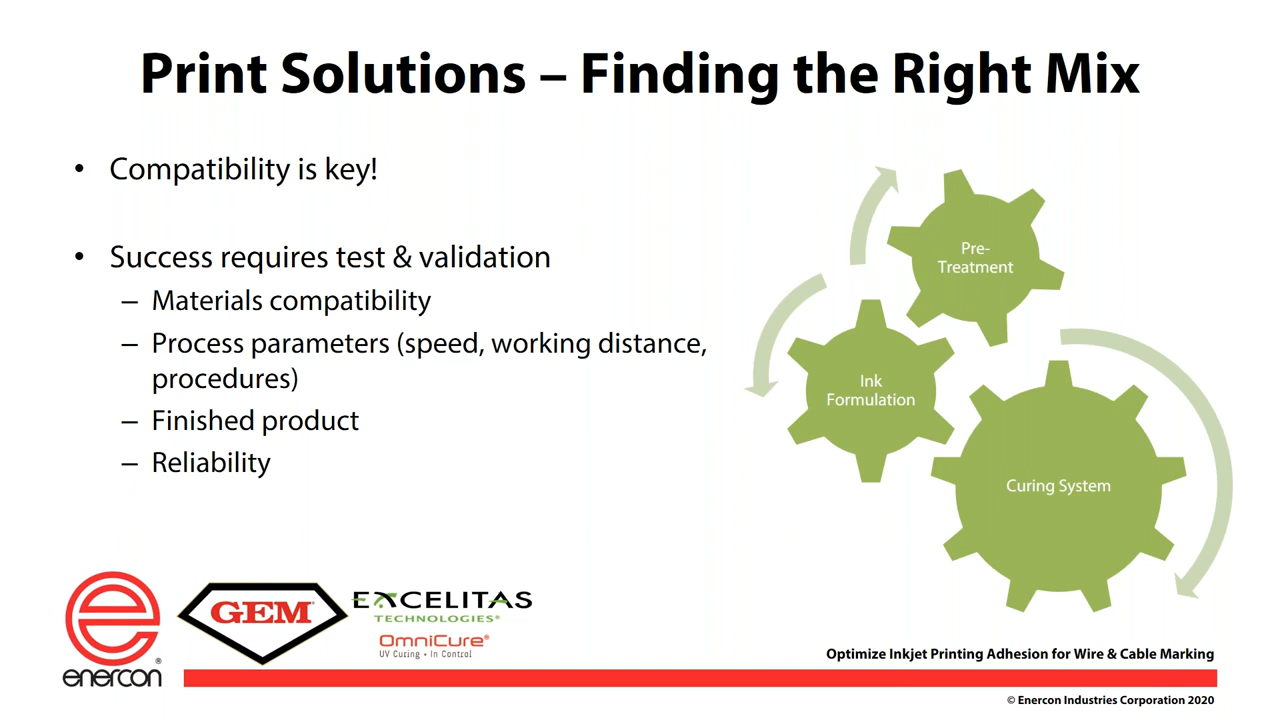 Print Solutions – Finding the Right Mix
• Compatibility is key!
• Success requires test & validation
– Materials compatibility
– Process parameters (speed, working distance,
procedures)
– Finished product
– Reliability
Pre-
Treatment
Ink
Formulation
Curing System
enercon®
GEM®
EXCELITAS
TECHNOLOGIES®
OmniCure®
UV Curing • In Control
Optimize Inkjet Printing Adhesion for Wire & Cable Marking
© Enercon Industries Corporation 2020